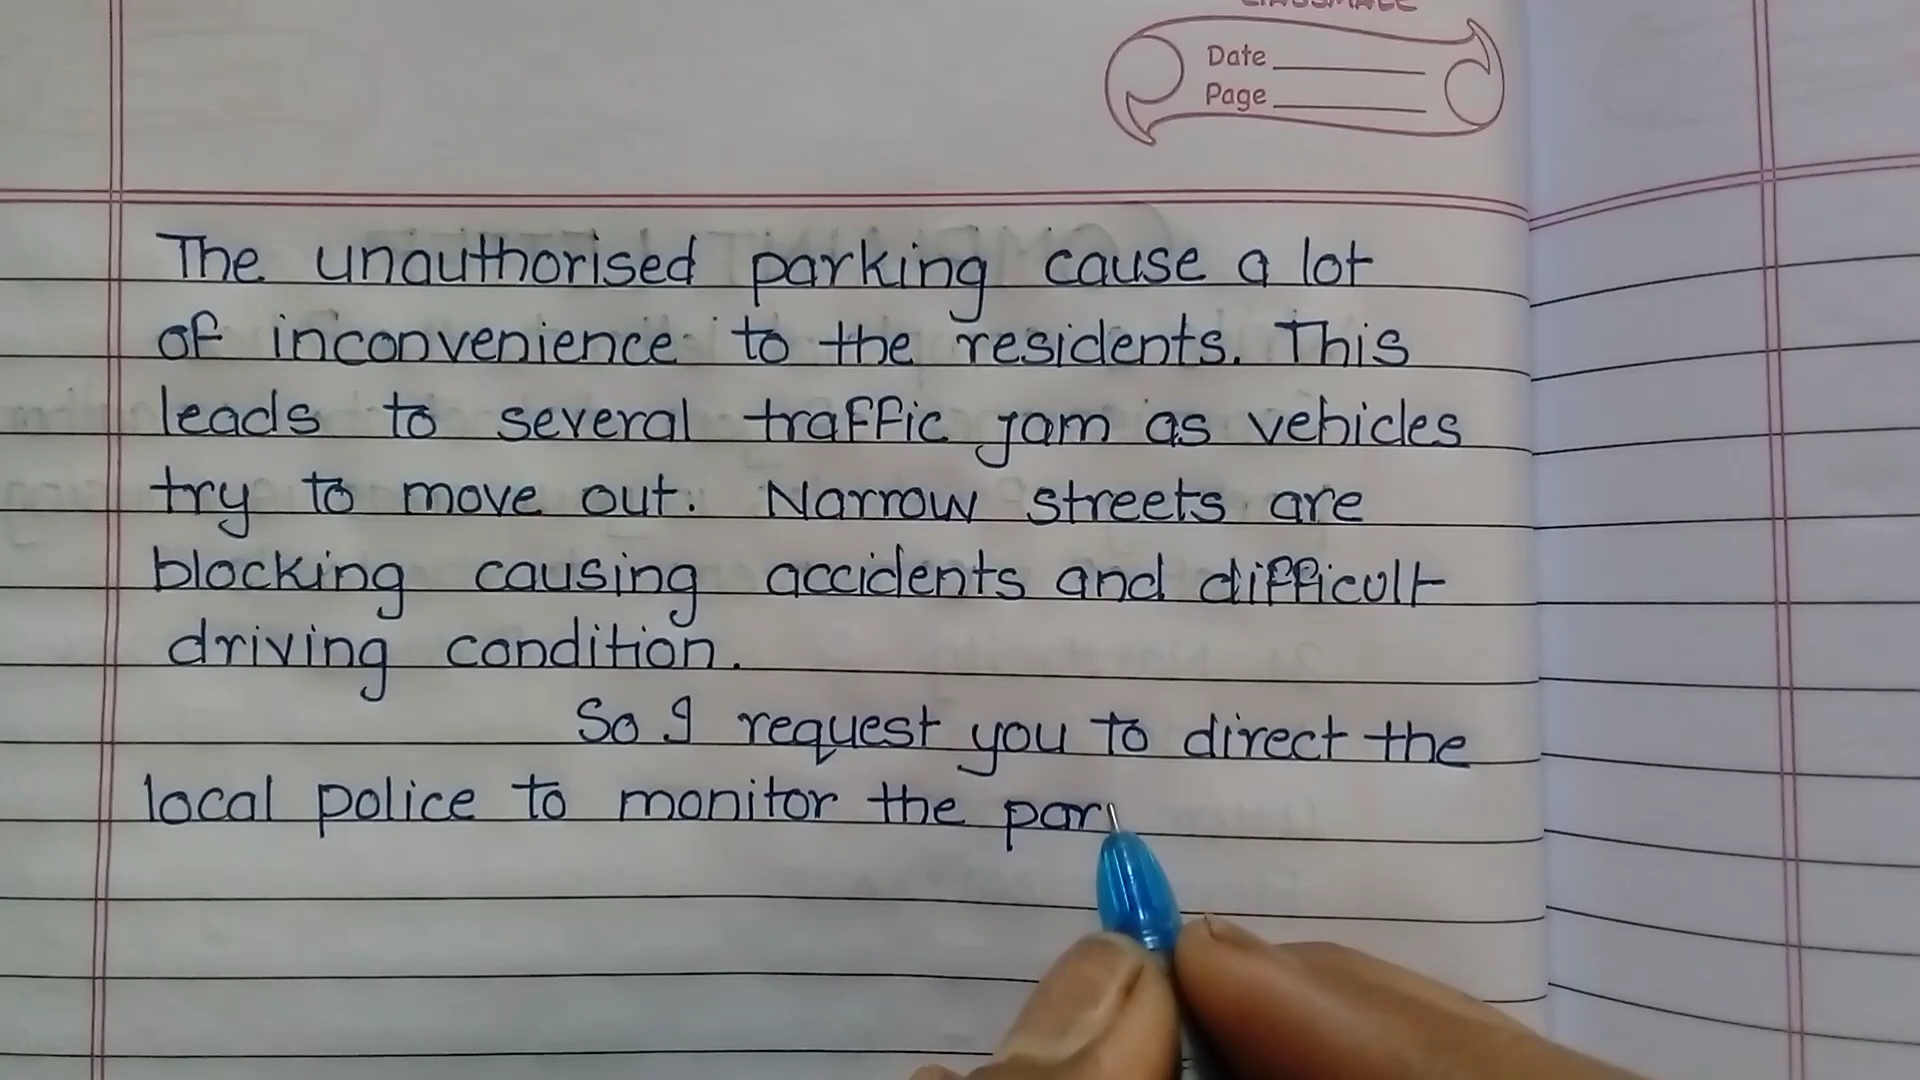 Date
Page
The unauthorised parking cause a lot
of inconvenience to the residents. This
leads to several traffic jam as vehicles
try to move out. Narrow streets are
blocking causing accidents and difficult
driving condition.
So I request you to direct the
local police to monitor the par